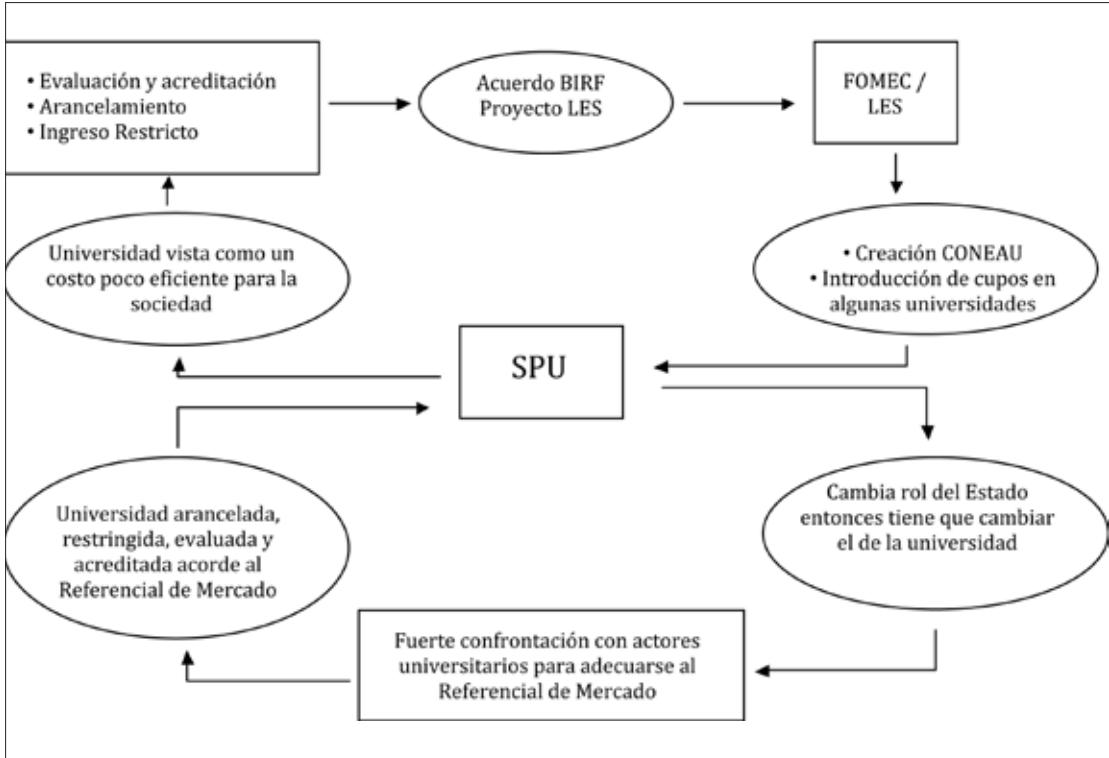 • Evaluación y acreditación
• Arancelamiento
• Ingreso Restricto
Acuerdo BIRF
Proyecto LES
FOMEC /
LES
Universidad vista como un
costo poco eficiente para la
sociedad
• Creación CONEAU
• Introducción de cupos en
algunas universidades
SPU
Universidad arancelada,
restringida, evaluada y
acreditada acorde al
Referencial de Mercado
Cambia rol del Estado
entonces tiene que cambiar
el de la universidad
Fuerte confrontación con actores
universitarios para adecuarse al
Referencial de Mercado